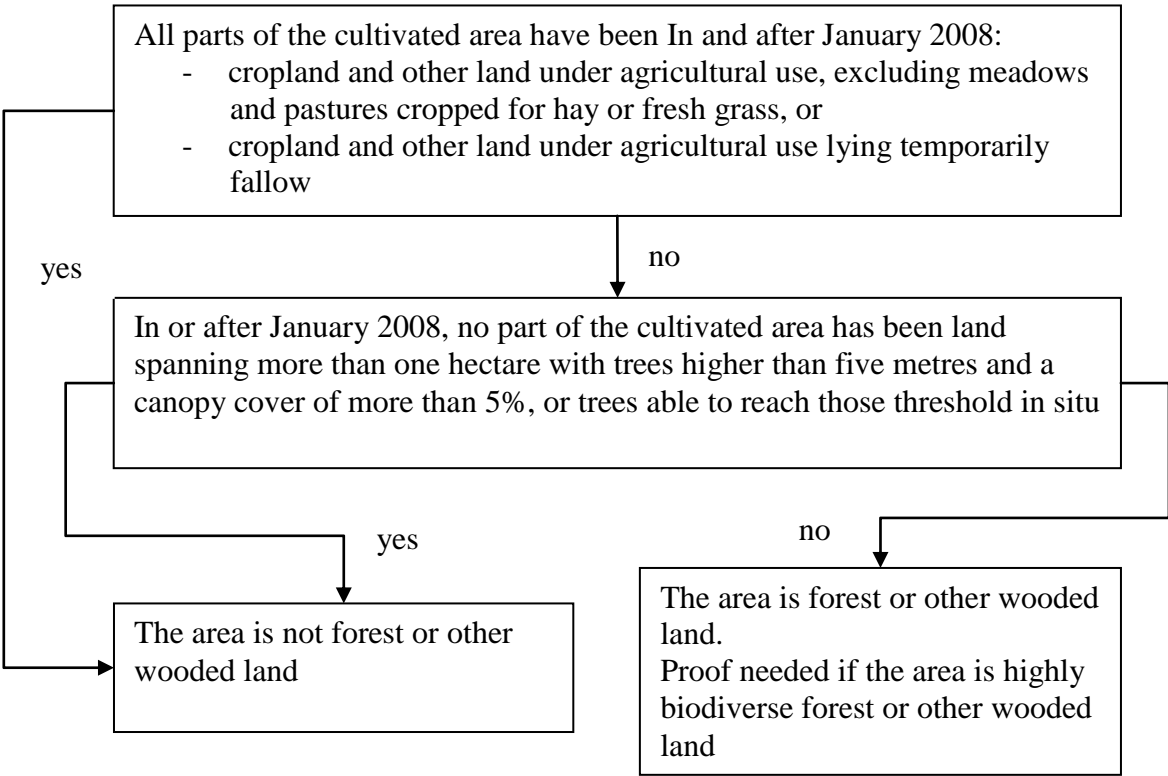 All parts of the cultivated area have been In and after January 2008:
- cropland and other land under agricultural use, excluding meadows
and pastures cropped for hay or fresh grass, or
- cropland and other land under agricultural use lying temporarily
fallow
yes
no
In or after January 2008, no part of the cultivated area has been land
spanning more than one hectare with trees higher than five metres and a
canopy cover of more than 5%, or trees able to reach those threshold in situ
yes
no
The area is not forest or other
wooded land
The area is forest or other wooded
land.
Proof needed if the area is highly
biodiverse forest or other wooded
land